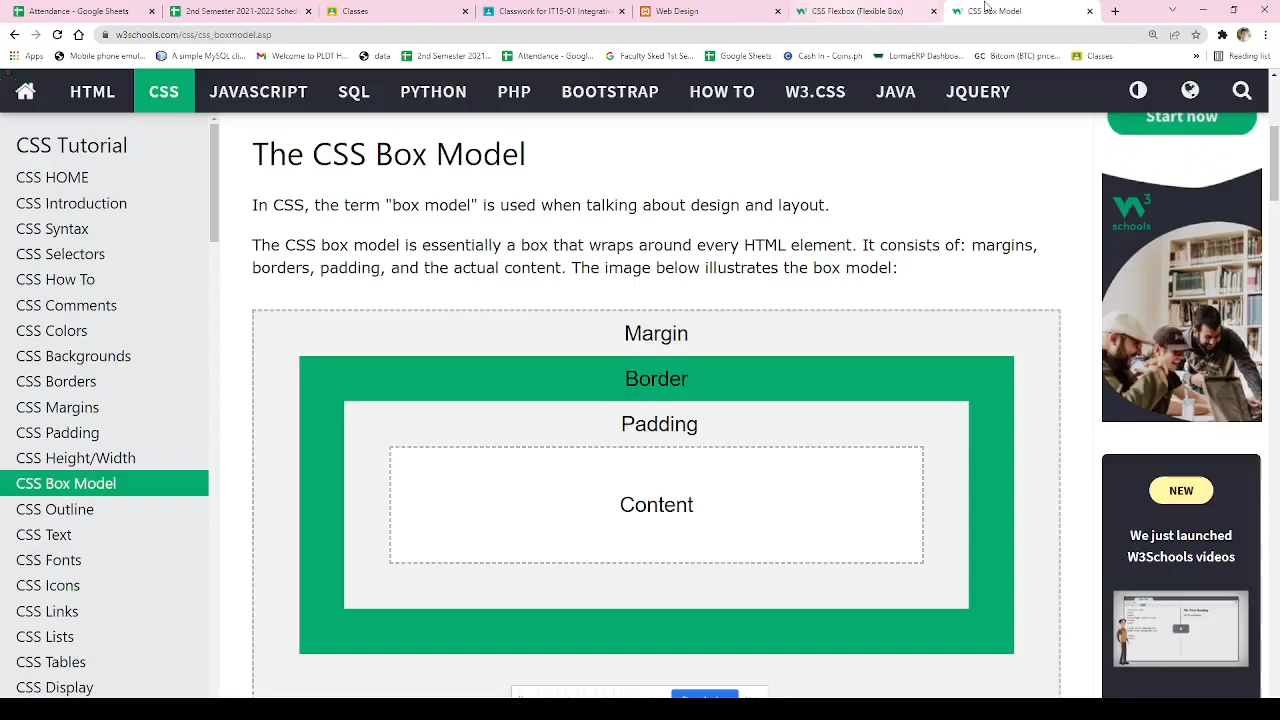 Attendance - Google Sheets
2nd Semester 2021-2022 Sched
Classes
Classwork for IT15-01 Integrativ
Web Design
CSS Flexbox (Flexible Box)
CSS Box Model
w3schools.com/css/css_boxmodel.asp
Apps
Mobile phone emul...
A simple MySQL cli...
Welcome to PLDT H...
data
2nd Semester 2021...
Attendance - Googl...
Faculty Sked 1st Se...
Google Sheets
Cash In - Coins.ph
LormaERP Dashboa...
Bitcoin (BTC) price...
Classes
»
Reading list
HTML
CSS
JAVASCRIPT
SQL
PYTHON
PHP
BOOTSTRAP
HOW TO
W3.CSS
JAVA
JQUERY
CSS Tutorial
CSS HOME
CSS Introduction
CSS Syntax
CSS Selectors
CSS How To
CSS Comments
CSS Colors
CSS Backgrounds
CSS Borders
CSS Margins
CSS Padding
CSS Height/Width
CSS Box Model
CSS Outline
CSS Text
CSS Fonts
CSS Icons
CSS Links
CSS Lists
CSS Tables
CSS Display
The CSS Box Model
In CSS, the term "box model" is used when talking about design and layout.
The CSS box model is essentially a box that wraps around every HTML element. It consists of: margins,
borders, padding, and the actual content. The image below illustrates the box model:
Margin
Border
Padding
Content
Start now
W3
schools
NEW
We just launched
W3Schools videos